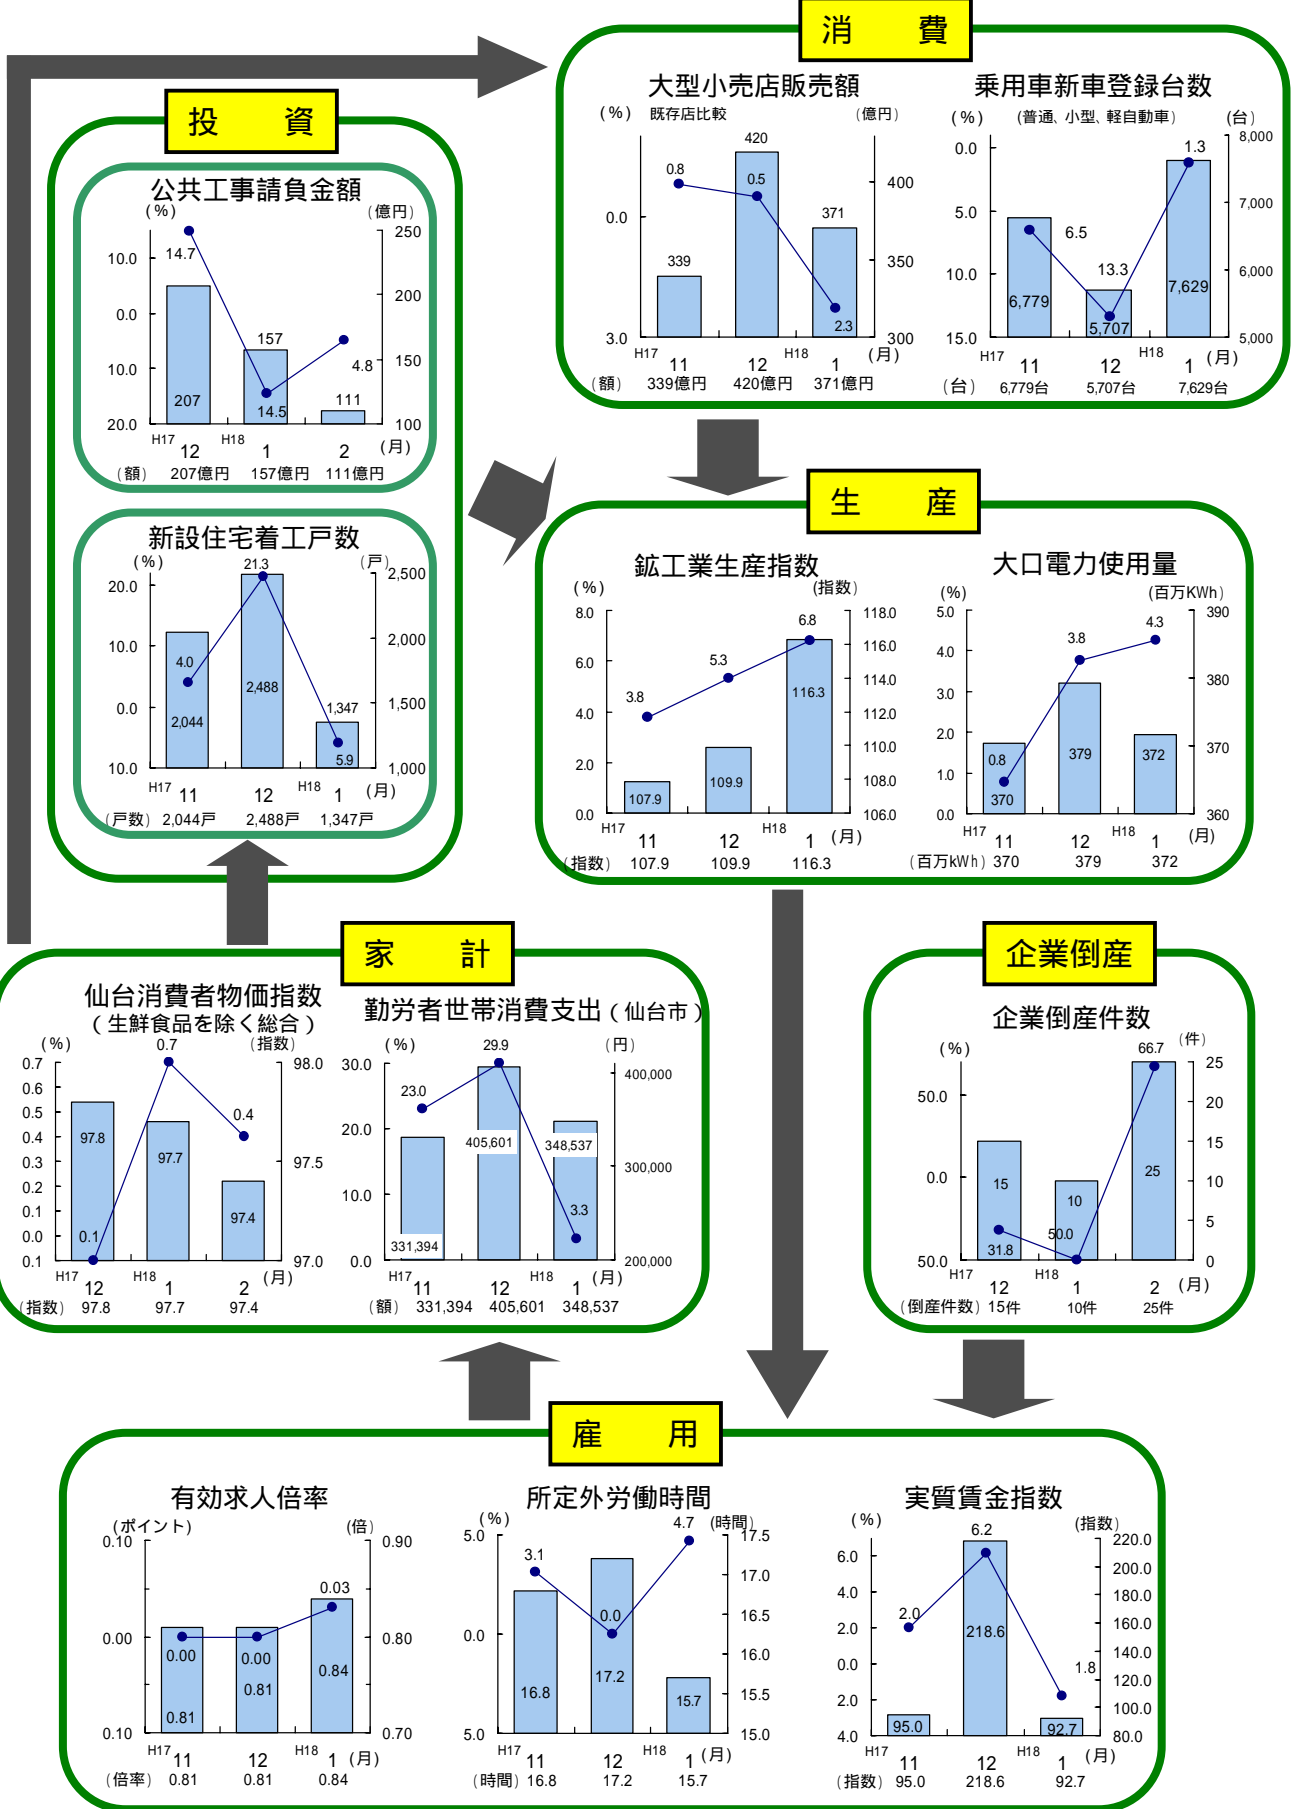 消　費
大型小売店販売額
(%) 既存店比較 (億円)
420
0.8
0.5
400
0.0
371
339
350
2.3
3.0
300
H17 H18
11 12 1 (月)
(額) 339億円 420億円 371億円
乗用車新車登録台数
(%) (普通、小型、軽自動車) (台)
8,000
0.0
1.3
5.0
7,000
6.5
10.0
13.3
6,000
6,779
7,629
5,707
15.0
5,000
H17 H18
11 12 1 (月)
(台) 6,779台 5,707台 7,629台
投　資
公共工事請負金額
(%) (億円)
250
14.7
10.0
200
0.0
157
150
10.0
4.8
207
14.5
111
20.0
100
H17 H18
12 1 2 (月)
(額) 207億円 157億円 111億円
新設住宅着工戸数
(%) (戸)
21.3
2,500
20.0
2,000
10.0
4.0
2,488
0.0
1,347
1,500
2,044
5.9
10.0
1,000
H17 H18
11 12 1 (月)
(戸数) 2,044戸 2,488戸 1,347戸
生　産
鉱工業生産指数
(%) (指数)
8.0
118.0
6.8
116.0
6.0
5.3
3.8
116.3
114.0
4.0
112.0
110.0
2.0
109.9
108.0
107.9
0.0
106.0
H17 H18
11 12 1 (月)
(指数) 107.9 109.9 116.3
大口電力使用量
(%) (百万KWh)
5.0
390
4.3
4.0
3.8
380
3.0
2.0
0.8
379
372
370
1.0
370
0.0
360
H17 H18
11 12 1 (月)
(百万kWh) 370 379 372
家　計
仙台消費者物価指数
(生鮮食品を除く総合)
(%) 0.7 (指数)
0.7
98.0
0.6
0.5
0.4
0.4
97.8
97.7
0.3
97.5
0.2
0.1
97.4
0.0
0.1
0.1
97.0
H17 H18
12 1 2 (月)
(指数) 97.8 97.7 97.4
勤労者世帯消費支出(仙台市)
(%) 29.9 (円)
30.0
400,000
23.0
20.0
405,601
348,537
300,000
10.0
3.3
331,394
0.0
200,000
H17 H18
11 12 1 (月)
(額) 331,394 405,601 348,537
企業倒産
企業倒産件数
(%) 66.7 (件)
25
50.0
20
15
0.0
15
10
25
10
50.0
31.8
5
50.0
0
H17 H18
12 1 2 (月)
(倒産件数) 15件 10件 25件
雇　用
有効求人倍率
(ポイント) (倍)
0.10
0.90
0.03
0.00
0.80
0.00
0.00
0.84
0.81
0.81
0.10
0.70
H17 H18
11 12 1 (月)
(倍率) 0.81 0.81 0.84
所定外労働時間
(%) 4.7 (時間)
5.0
17.5
3.1
17.0
16.5
0.0
0.0
16.0
17.2
16.8
15.7
15.5
5.0
15.0
H17 H18
11 12 1 (月)
(時間) 16.8 17.2 15.7
実質賃金指数
(%) 6.2 (指数)
220.0
6.0
200.0
4.0
180.0
2.0
2.0
160.0
218.6
140.0
0.0
1.8
120.0
2.0
100.0
95.0
92.7
4.0
80.0
H17 H18
11 12 1 (月)
(指数) 95.0 218.6 92.7